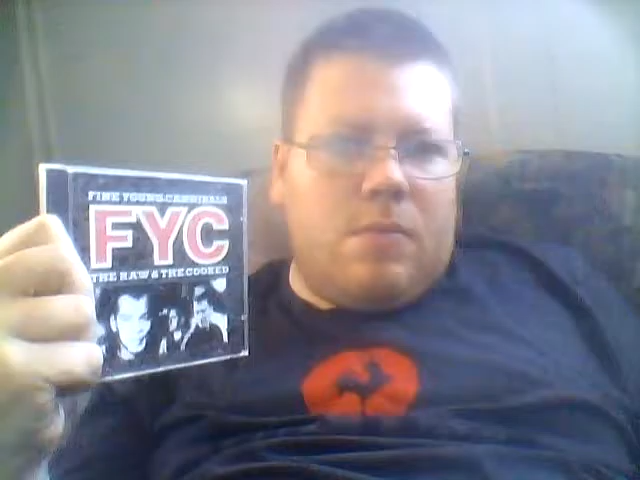 FINE YOUNG CANNIBALS
FYC
THE RAW & THE COOKED